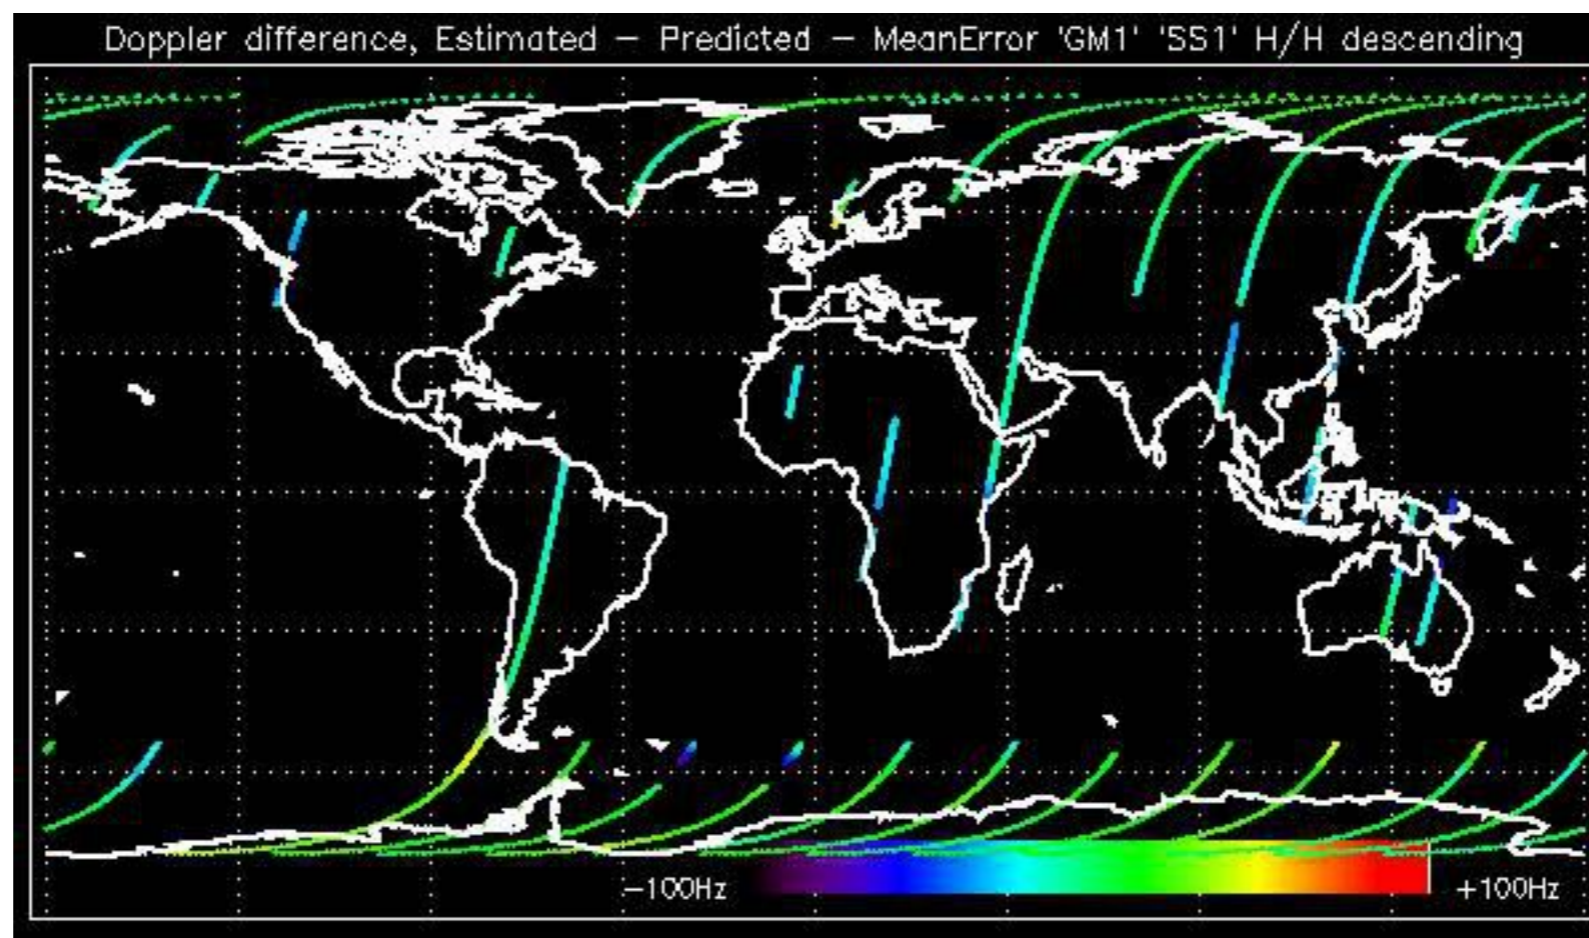 Doppler difference, Estimated – Predicted – MeanError 'GM1' 'SS1' H/H descending
–100Hz
+100Hz